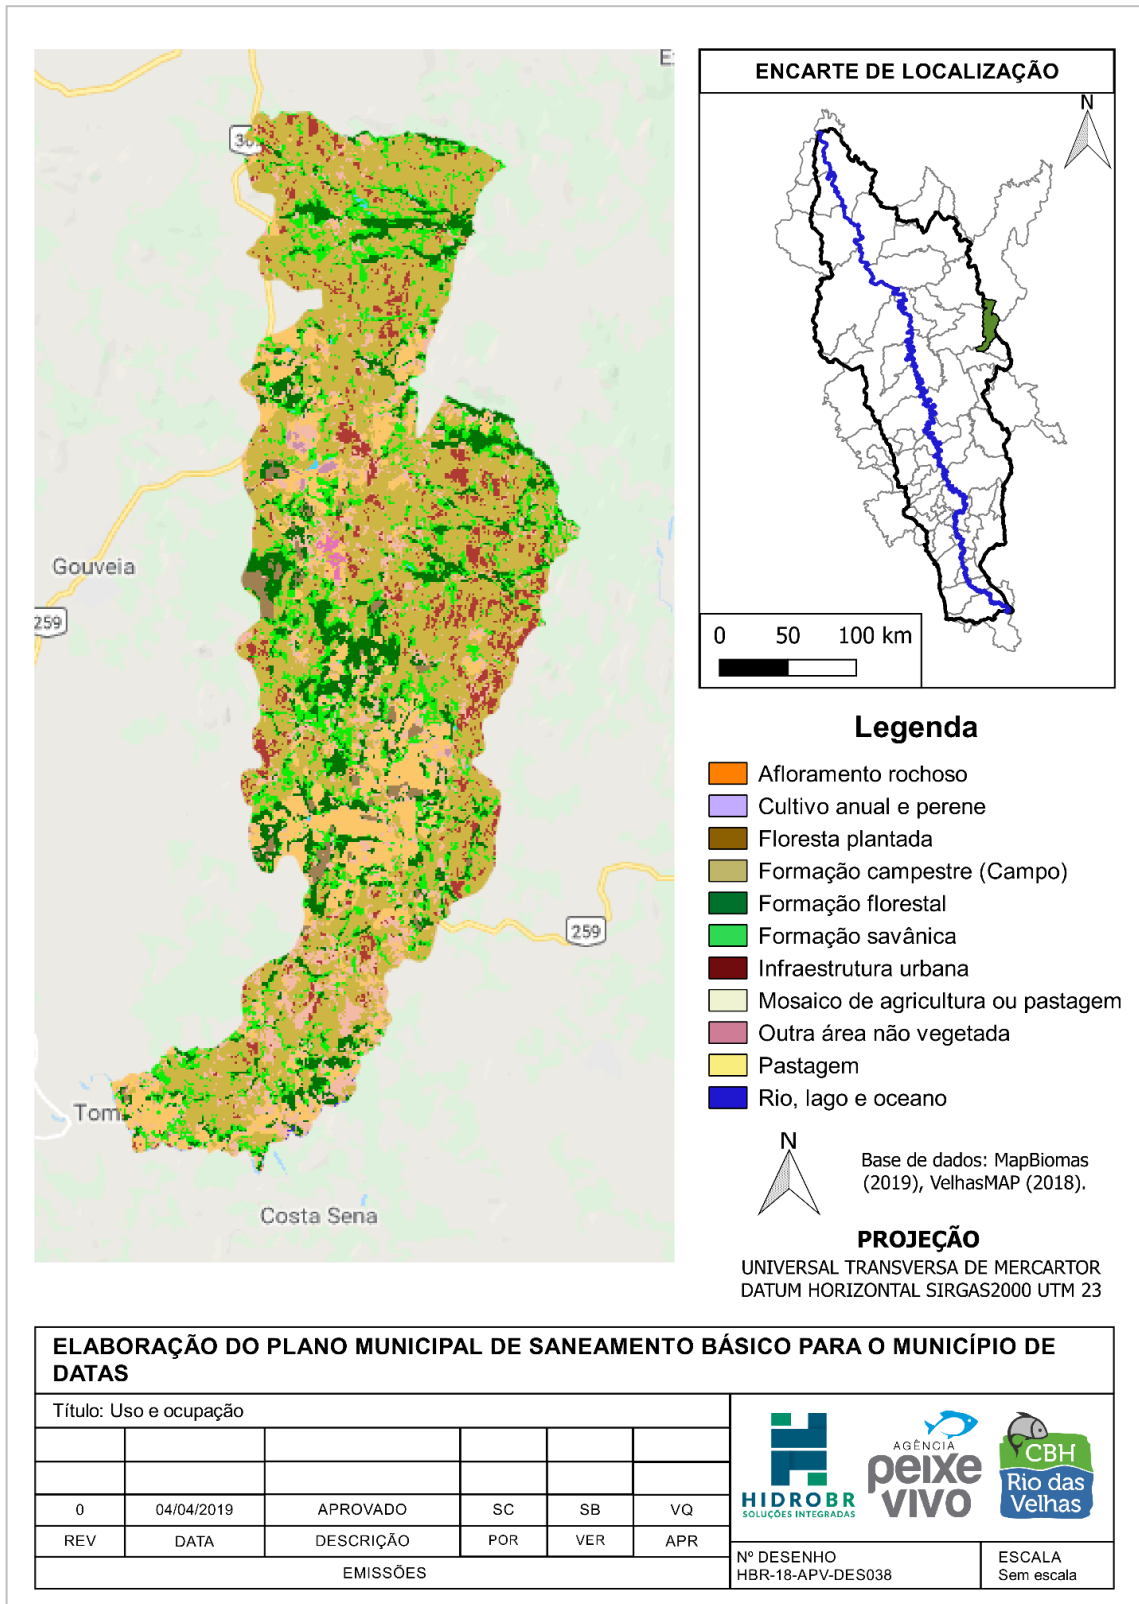 ENCARTE DE LOCALIZAÇÃO
N
0 50 100 km
Gouveia
259
259
Costa Sena
Legenda
Afloramento rochoso
Cultivo anual e perene
Floresta plantada
Formação campestre (Campo)
Formação florestal
Formação savânica
Infraestrutura urbana
Mosaico de agricultura ou pastagem
Outra área não vegetada
Pastagem
Rio, lago e oceano
N
Base de dados: MapBiomas
(2019), VelhasMAP (2018).
PROJEÇÃO
UNIVERSAL TRANSVERSA DE MERCARTOR
DATUM HORIZONTAL SIRGAS2000 UTM 23
ELABORAÇÃO DO PLANO MUNICIPAL DE SANEAMENTO BÁSICO PARA O MUNICÍPIO DE
DATAS
Título: Uso e ocupação
0 04/04/2019 APROVADO SC SB VQ
REV DATA DESCRIÇÃO POR VER APR
EMISSÕES
HIDROBR
SOLUÇÕES INTEGRADAS
AGÊNCIA
peixe
VIVO
CBH
Rio das
Velhas
Nº DESENHO
HBR-18-APV-DES038
ESCALA
Sem escala